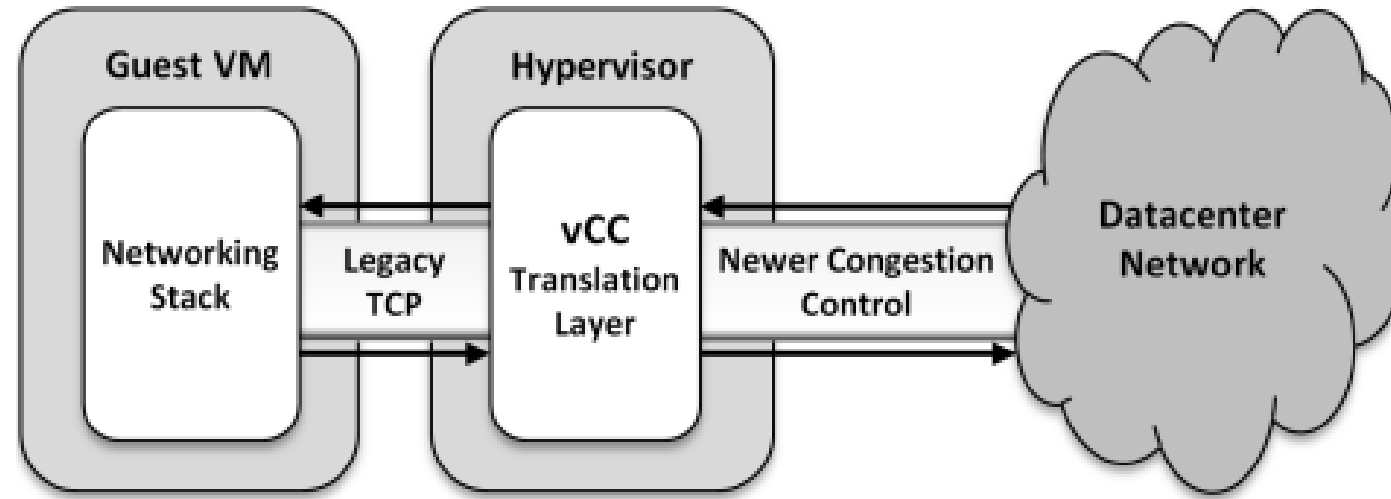 Guest VM
Hypervisor
Networking
Stack
Legacy
TCP
vCC
Translation
Layer
Newer Congestion
Control
Datacenter
Network